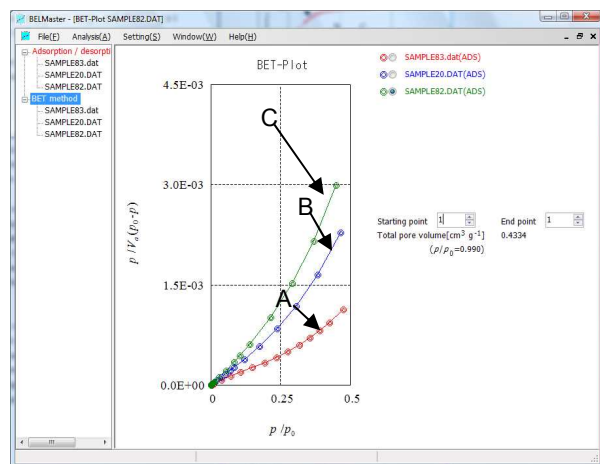 BELMaster - [BET-Plot SAMPLE82.DAT]
File(F) Analysis(A) Setting(S) Window(W) Help(H)
Adsorption / desorpti
SAMPLE83.dat
SAMPLE20.DAT
SAMPLE82.DAT
BET method
SAMPLE83.dat
SAMPLE20.DAT
SAMPLE82.DAT
BET-Plot
4.5E-03
3.0E-03
1.5E-03
0.0E+00
0 0.25 0.5
p /Va(p0-p)
p /p0
C
B
A
SAMPLE83.dat(ADS)
SAMPLE20.DAT(ADS)
SAMPLE82.DAT(ADS)
Starting point 1 End point 1
Total pore volume[cm³ g⁻¹] 0.4334
(p/p0=0.990)